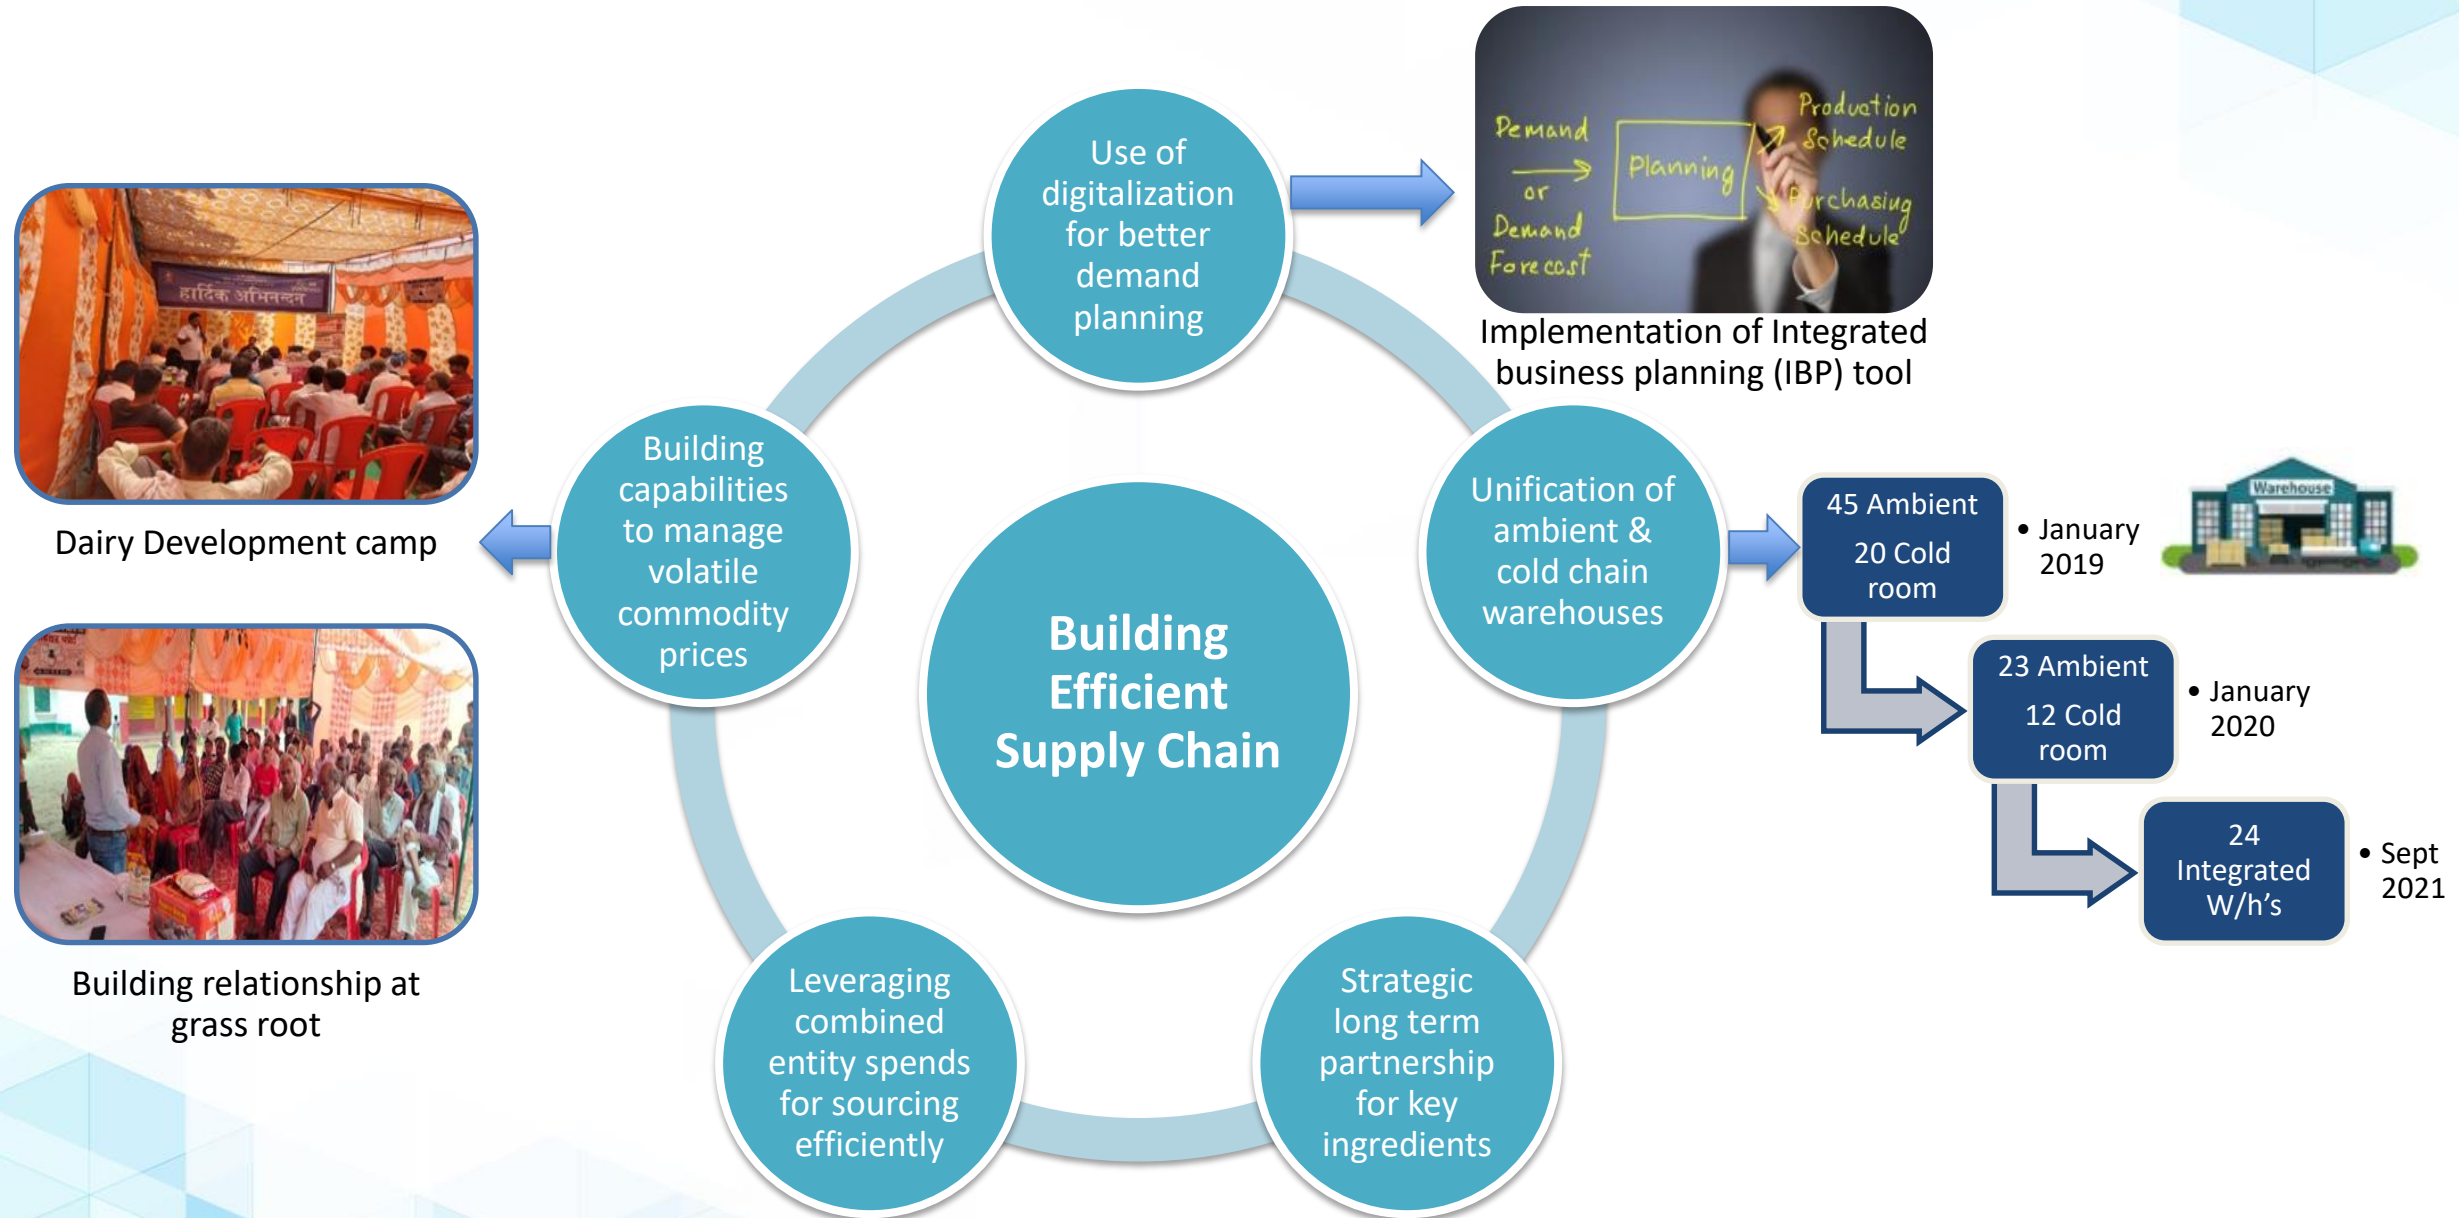 Use of
digitalization
for better
demand
planning
Demand
or
Demand
Forecast
Planning
Production
Schedule
Purchasing
Schedule
Implementation of Integrated
business planning (IBP) tool
हार्दिक अभिनन्दन
Dairy Development camp
Building
capabilities
to manage
volatile
commodity
prices
Building
Efficient
Supply Chain
Unification of
ambient &
cold chain
warehouses
45 Ambient
20 Cold
room
• January
2019
Warehouse
23 Ambient
12 Cold
room
• January
2020
24
Integrated
W/h's
• Sept
2021
Building relationship at
grass root
Leveraging
combined
entity spends
for sourcing
efficiently
Strategic
long term
partnership
for key
ingredients